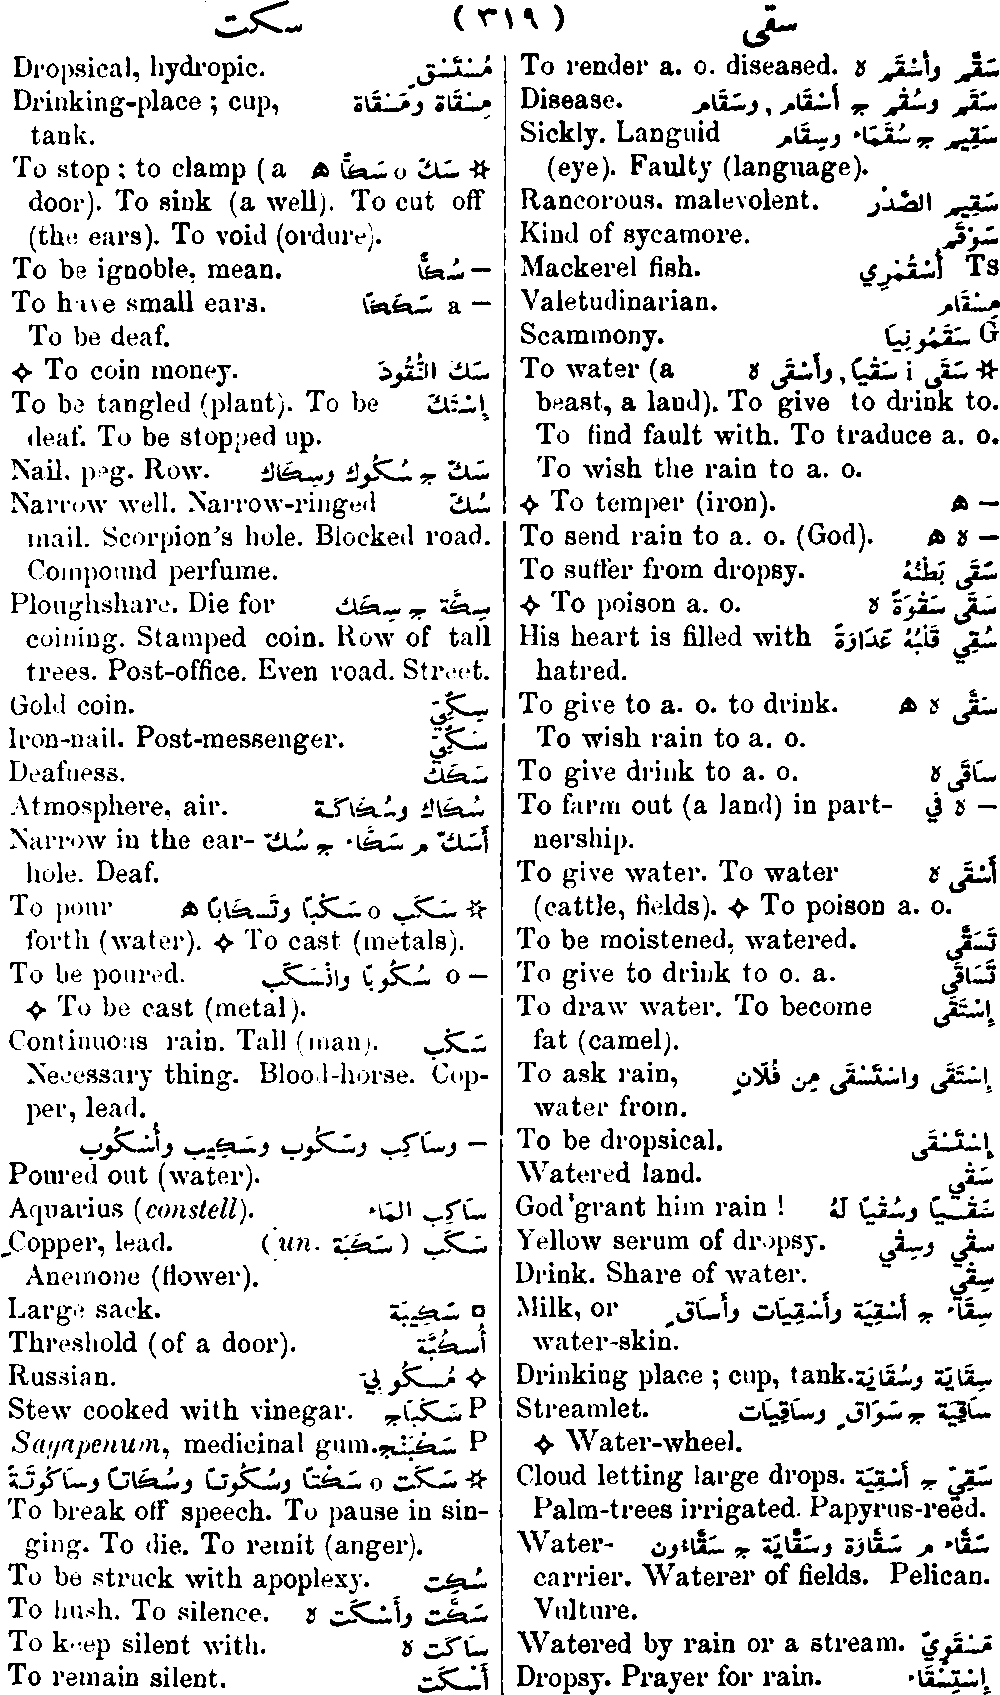 سقى ( ٣١٩ ) سكت
To render a. o. diseased. سَقَّم وأَسْقَم ه
Disease. سَقَم وسُقْم ج أَسْقَام, وسَقَام
Sickly. Languid سَقِيم ج سُقَمَاء وسِقَام
(eye). Faulty (language).
Rancorous. malevolent. سَقِيم الصَّدْر
Kind of sycamore. سَوْقَم
Mackerel fish. أُسْقُمْرِي Ts
Valetudinarian. مِسْقَام
Scammony. سَقَمُونِيَا G
To water (a ✲ سَقَى i سَقْيًا, وأَسْقَى ه
beast, a land). To give to drink to.
To find fault with. To traduce a. o.
To wish the rain to a. o.
✧ To temper (iron). — ه
To send rain to a. o. (God). — ه ه
To suffer from dropsy. سَقَى بَطْنُهُ
✧ To poison a. o. سَقَى سَقْوَةً ه
His heart is filled with سُقِيَ قَلْبُهُ عَدَاوَةً
hatred.
To give to a. o. to drink. سَقَّى ه ه
To wish rain to a. o.
To give drink to a. o. سَاقَى ه
To farm out (a land) in part- — ه في
nership.
To give water. To water أَسْقَى ه
(cattle, fields). ✧ To poison a. o.
To be moistened, watered. تَسَقَّى
To give to drink to o. a. تَسَاقَى
To draw water. To become إِسْتَقَى
fat (camel).
To ask rain, إِسْتَقَى واسْتَسْقَى مِن فُلَانٍ
water from.
To be dropsical. إِسْتَسْقَى
Watered land. سَقْي
God grant him rain ! سَقْيًا وسُقْيًا لَهُ
Yellow serum of dropsy. سَقْي وسِقْي
Drink. Share of water. سِقْي
Milk, or سِقَاء ج أَسْقِيَة وأَسْقِيَات وأَسَاقٍ
water-skin.
Drinking place ; cup, tank. سِقَايَة وسُقَايَة
Streamlet. سَاقِيَة ج سَوَاقٍ وسَاقِيَات
✧ Water-wheel.
Cloud letting large drops. سَقِيّ ج أَسْقِيَة
Palm-trees irrigated. Papyrus-reed.
Water- سَقَّاء م سَقَّاءَة وسَقَّايَة ج سَقَّاؤُون
carrier. Waterer of fields. Pelican.
Vulture.
Watered by rain or a stream. مَسْقَوِيّ
Dropsy. Prayer for rain. إِسْتِسْقَاء
Dropsical, hydropic. مُسْتَسْقٍ
Drinking-place ; cup, مِسْقَاة ومَسْقَاة
tank.
To stop ; to clamp (a ✲ سَكَّ o سَكًّا ه
door). To sink (a well). To cut off
(the ears). To void (ordure).
To be ignoble, mean. — سُكًّا
To have small ears. — a سَكَكًا
To be deaf.
✧ To coin money. سَكَّ النُّقُودَ
To be tangled (plant). To be إِسْتَكَّ
deaf. To be stopped up.
Nail, peg. Row. سَكّ ج سُكُوك وسِكَاك
Narrow well. Narrow-ringed سُكّ
mail. Scorpion's hole. Blocked road.
Compound perfume.
Ploughshare. Die for سِكَّة ج سِكَك
coining. Stamped coin. Row of tall
trees. Post-office. Even road. Street.
Gold coin. سِكِّيّ
Iron-nail. Post-messenger. سَكِّيّ
Deafness. سَكَك
Atmosphere, air. سُكَاك وسُكَاكَة
Narrow in the ear- أَسَكّ م سَكَّاء ج سُكّ
hole. Deaf.
To pour ✲ سَكَب o سَكْبًا وتَسْكَابًا ه
forth (water). ✧ To cast (metals).
To be poured. — o سُكُوبًا وانْسَكَب
✧ To be cast (metal).
Continuous rain. Tall (man). سَكْب
Necessary thing. Blood-horse. Cop-
per, lead.
— وسَاكِب وسَكُوب وسَكِيب وأُسْكُوب
Poured out (water).
Aquarius (constell). سَاكِب المَاء
Copper, lead. سَكَب ( un. سَكَبَة )
Anemone (flower).
Large sack. سَكِيبَة □
Threshold (of a door). أُسْكُبَّة
Russian. ✧ مُسكُوبِيّ
Stew cooked with vinegar. سَكْبَاج P
Sagapenum, medicinal gum. سَكْبِينَج P
✲ سَكَت o سَكْتًا وسُكُوتًا وسُكَاتًا وسَاكُوتَةً
To break off speech. To pause in sin-
ging. To die. To remit (anger).
To be struck with apoplexy. سُكِت
To hush. To silence. سَكَّت وأَسْكَت ه
To keep silent with. سَاكَت ه
To remain silent. أَسْكَت